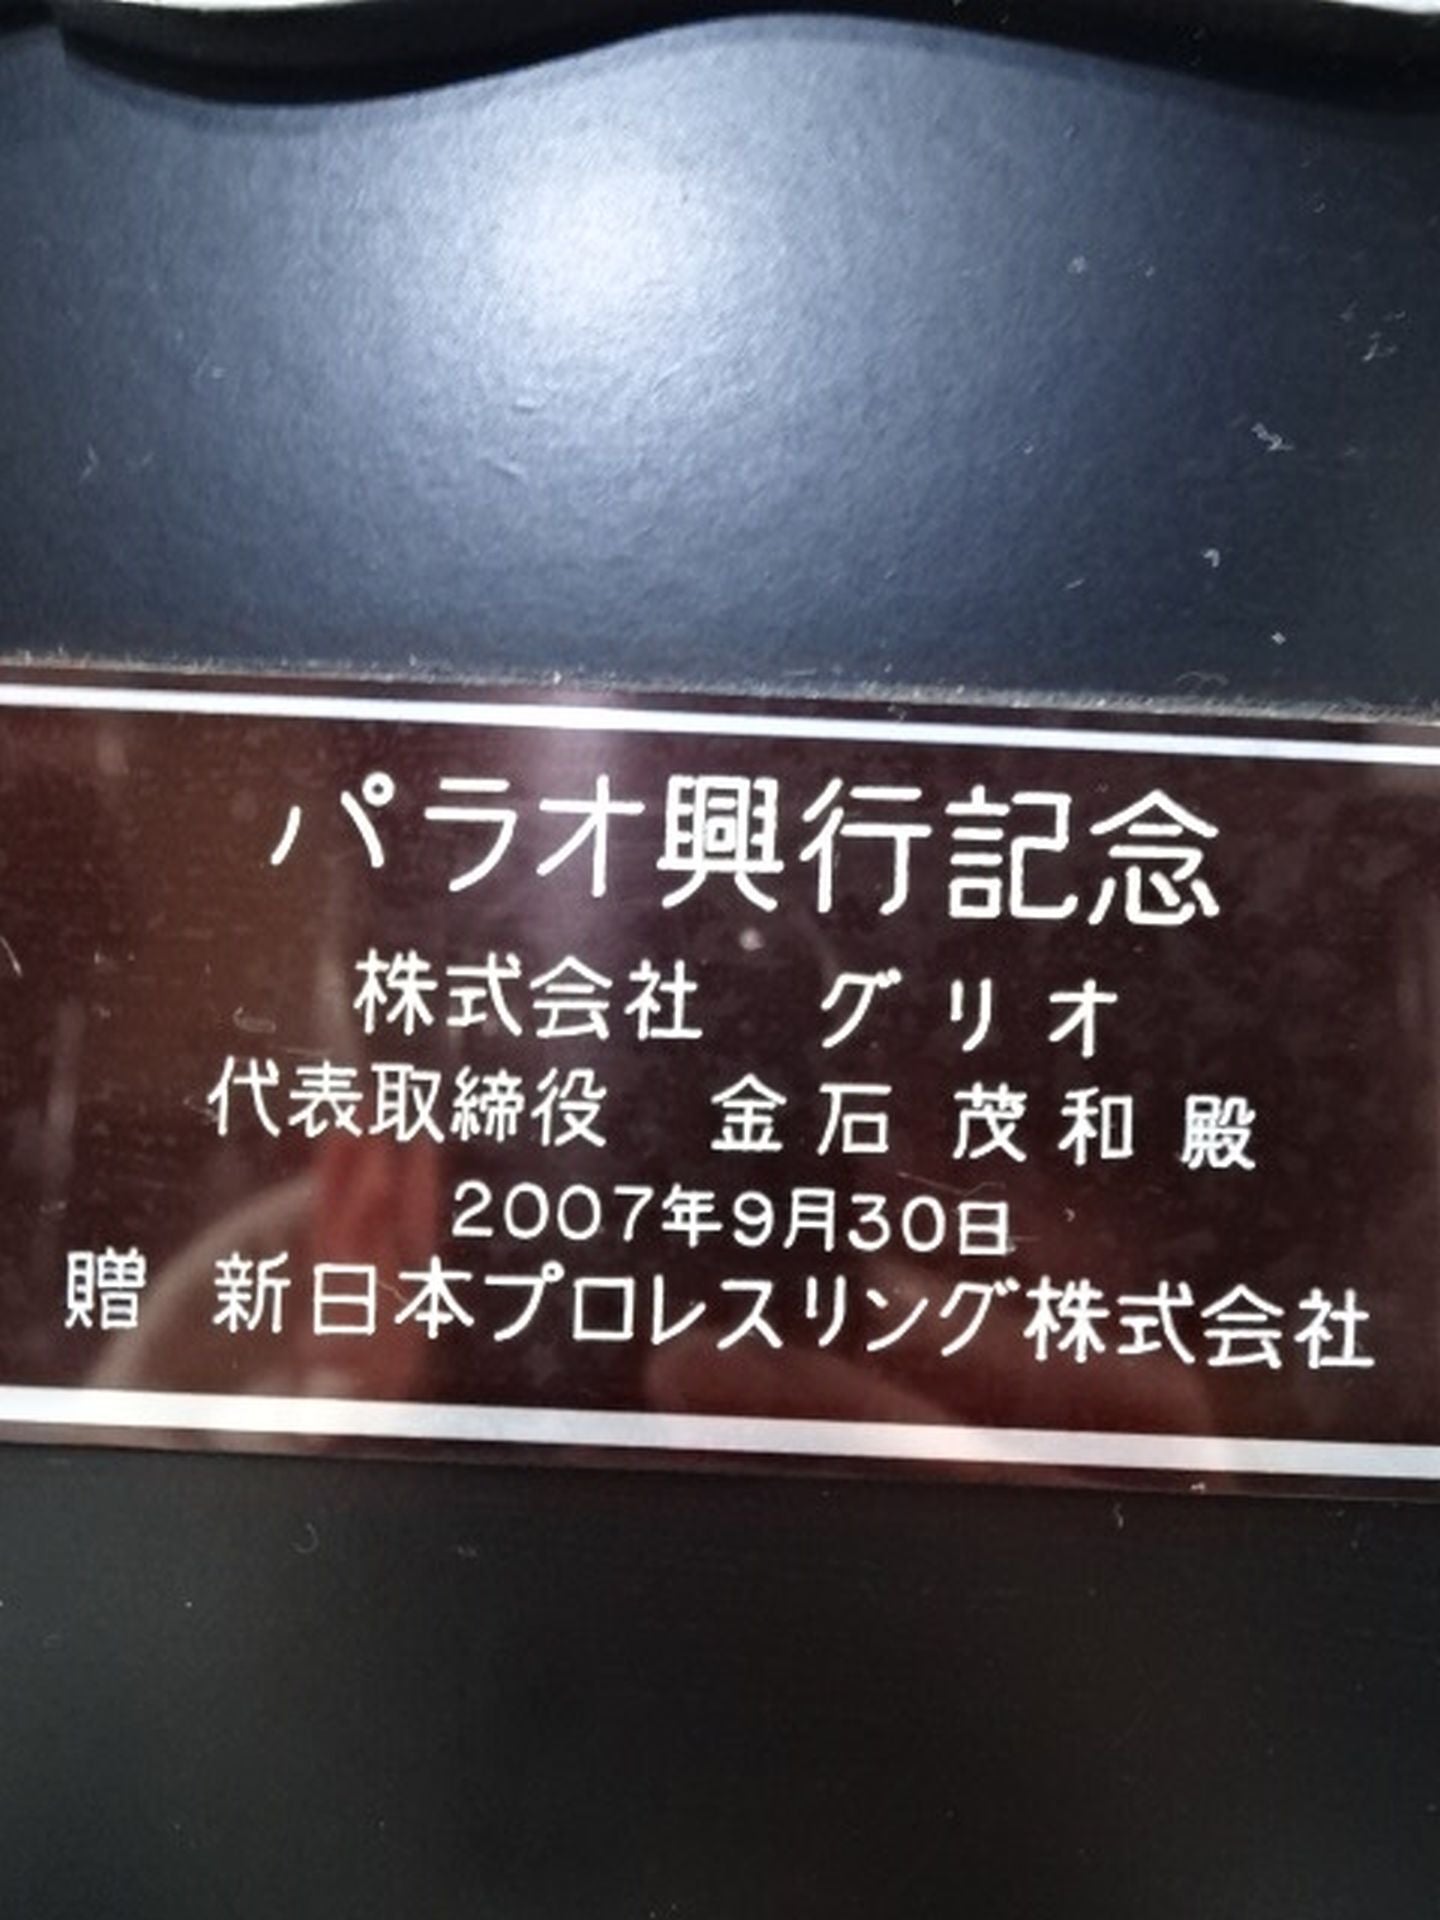 パラオ興行記念
株式会社 グリオ
代表取締役 金石 茂和 殿
2007年9月30日
贈 新日本プロレスリング株式会社